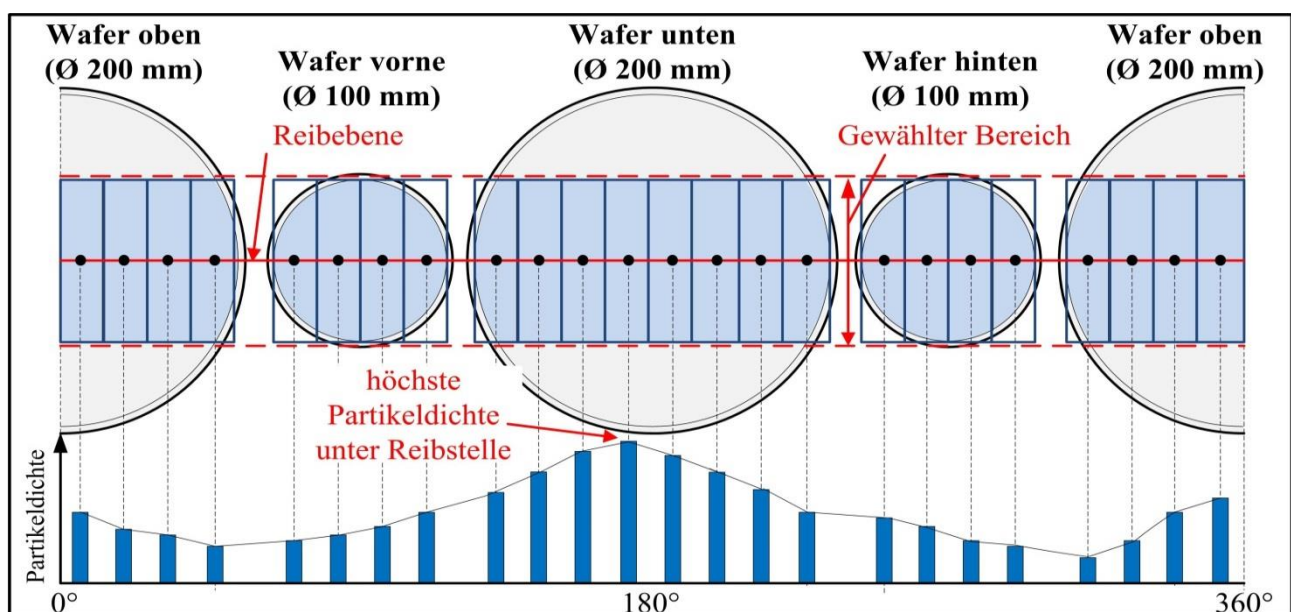 Wafer oben
(Ø 200 mm)
Wafer vorne
(Ø 100 mm)
Wafer unten
(Ø 200 mm)
Wafer hinten
(Ø 100 mm)
Wafer oben
(Ø 200 mm)
Reibebene
Gewählter Bereich
höchste
Partikeldichte
unter Reibstelle
Partikeldichte
0°
180°
360°